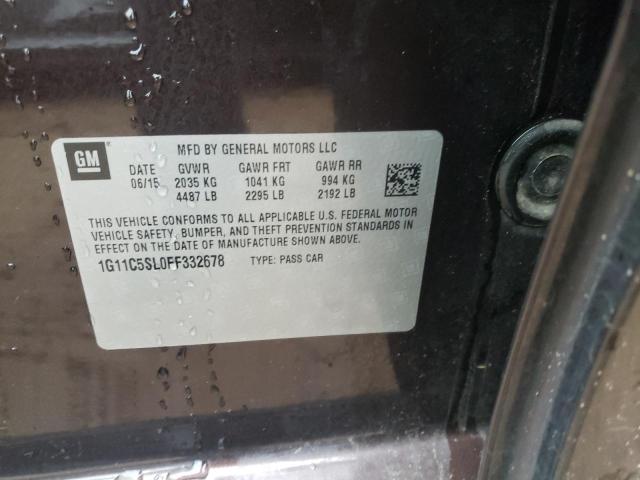 GM
MFD BY GENERAL MOTORS LLC
DATE GVWR GAWR FRT GAWR RR
06/15 2035 KG 1041 KG 994 KG
4487 LB 2295 LB 2192 LB
THIS VEHICLE CONFORMS TO ALL APPLICABLE U.S. FEDERAL MOTOR
VEHICLE SAFETY, BUMPER, AND THEFT PREVENTION STANDARDS IN
EFFECT ON THE DATE OF MANUFACTURE SHOWN ABOVE.
1G11C5SL0FF332678 TYPE: PASS CAR